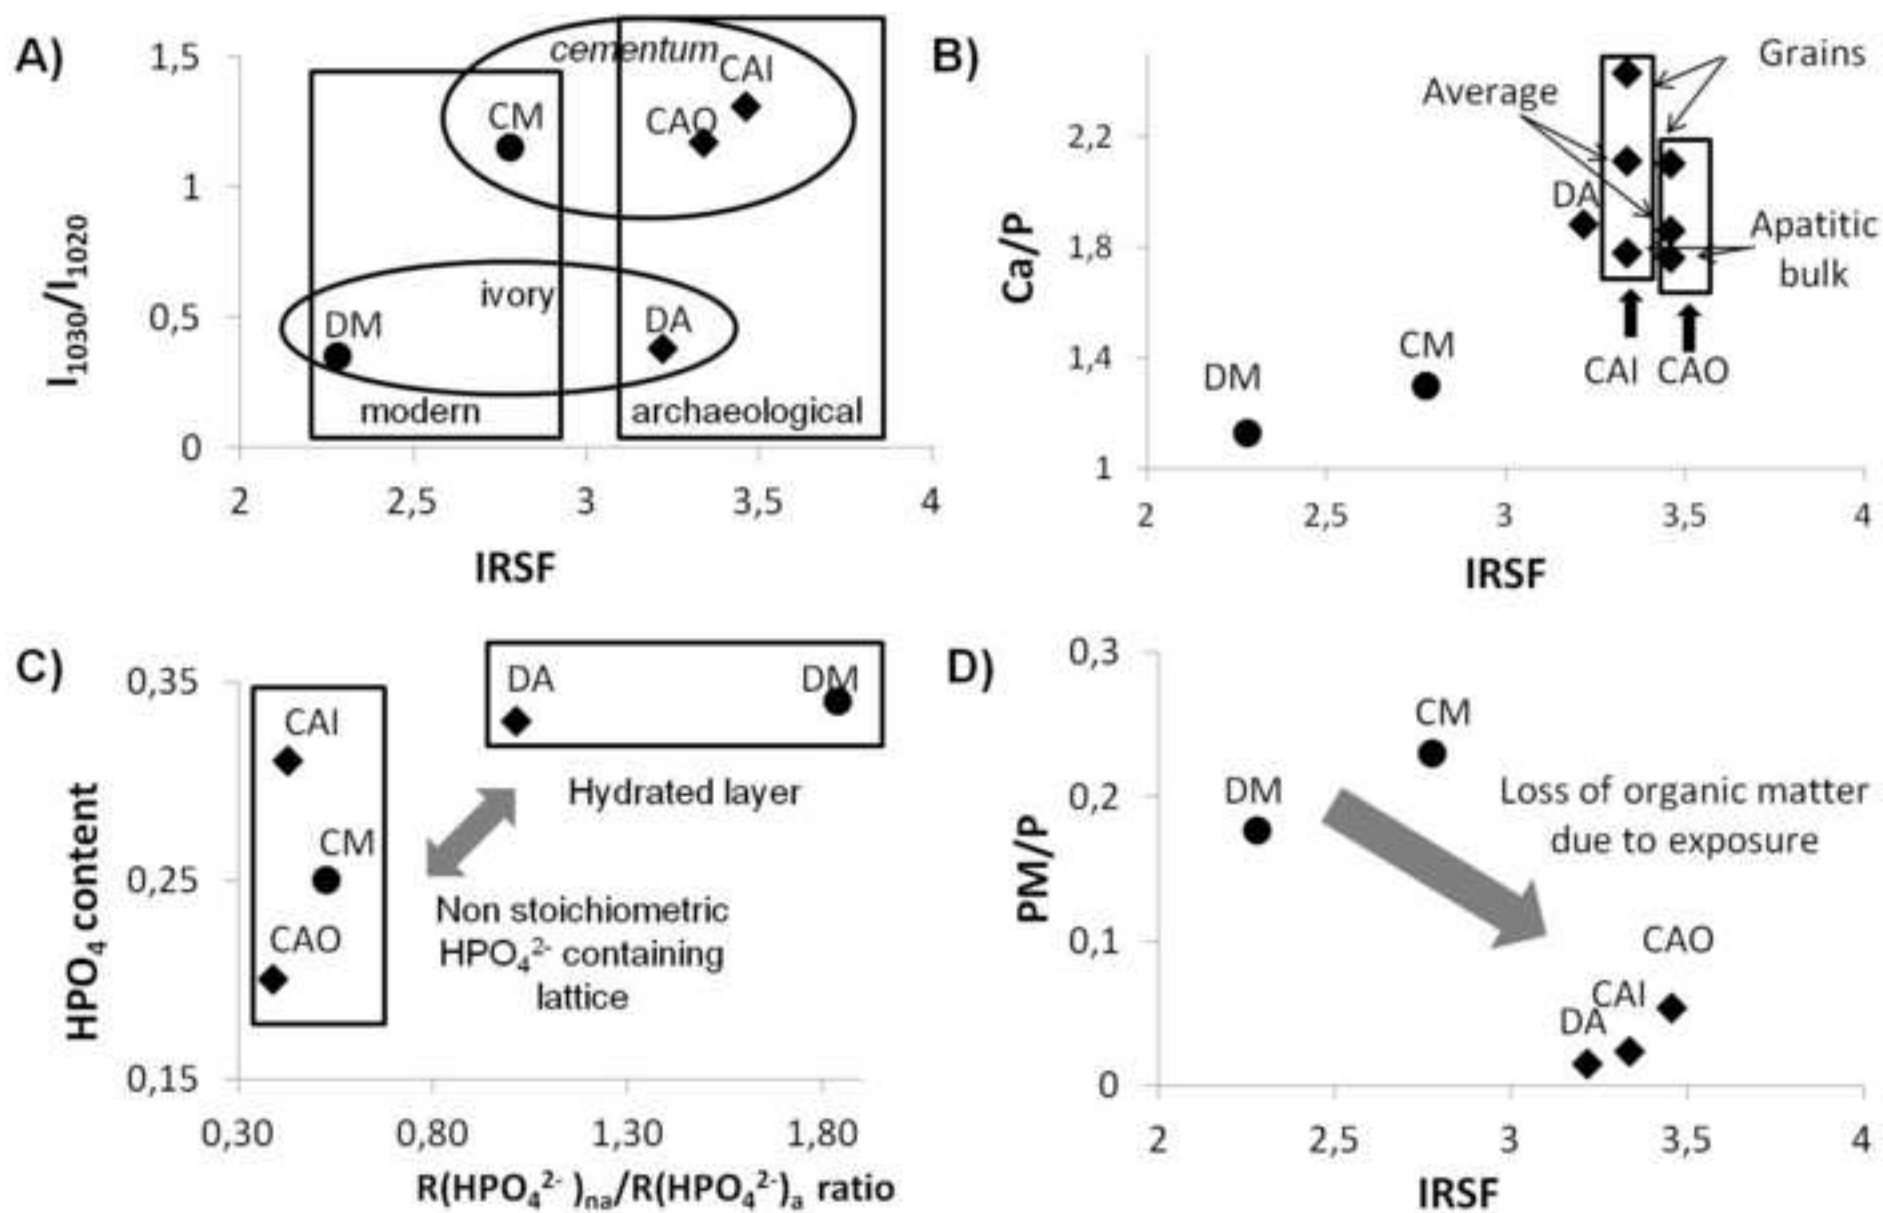 A)
1,5
1
0,5
0
I1030/I1020
cementum
CAI
CAO
CM
ivory
DM
DA
modern
archaeological
2
2,5
3
3,5
4
IRSF
B)
2,2
1,8
1,4
1
Ca/P
Grains
Average
DA
Apatitic
bulk
CM
DM
CAI
CAO
2
2,5
3
3,5
4
IRSF
C)
0,35
0,25
0,15
HPO4 content
DA
DM
CAI
Hydrated layer
CM
CAO
Non stoichiometric
HPO4²⁻ containing
lattice
0,30
0,80
1,30
1,80
R(HPO4²⁻)na/R(HPO4²⁻)a ratio
D)
0,3
0,2
0,1
0
PM/P
CM
DM
Loss of organic matter
due to exposure
CAO
CAI
DA
2
2,5
3
3,5
4
IRSF